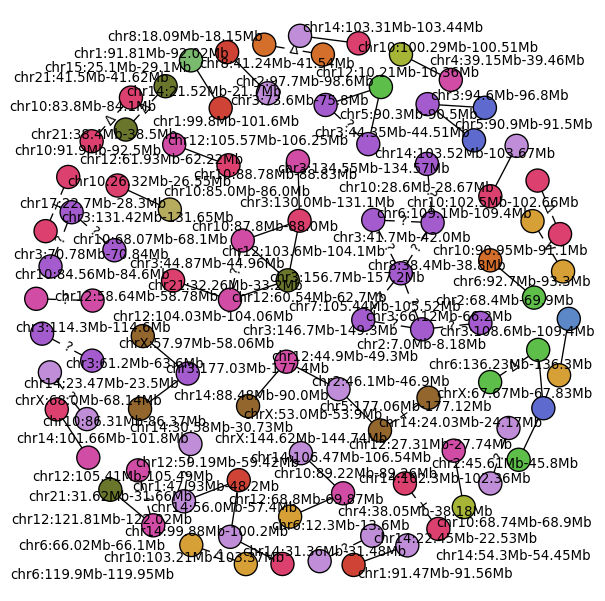 chr14:103.31Mb-103.44Mb
chr8:18.09Mb-18.15Mb
chr10:100.29Mb-100.51Mb
chr1:91.81Mb-92.02Mb
chr4:39.15Mb-39.46Mb
chr8:41.24Mb-41.54Mb
chr15:25.1Mb-29.1Mb
chr12:10.21Mb-10.36Mb
chr21:41.5Mb-41.62Mb
chr2:97.7Mb-98.6Mb
chr14:21.52Mb-21.7Mb
chr3:94.6Mb-96.8Mb
chr3:73.6Mb-75.8Mb
chr10:83.8Mb-84.1Mb
chr5:90.3Mb-90.5Mb
chr1:99.8Mb-101.6Mb
chr5:90.9Mb-91.5Mb
chr3:44.35Mb-44.51Mb
chr21:38.4Mb-38.5Mb
chr12:105.57Mb-106.25Mb
chr10:91.9Mb-92.5Mb
chr14:103.52Mb-103.67Mb
chr12:61.93Mb-62.22Mb
chr3:134.55Mb-134.57Mb
chr10:88.78Mb-88.83Mb
chr10:26.32Mb-26.55Mb
chr10:28.6Mb-28.67Mb
chr10:85.0Mb-86.0Mb
chr3:130.0Mb-131.1Mb
chr10:102.5Mb-102.66Mb
chr17:22.7Mb-28.3Mb
chr6:109.1Mb-109.4Mb
chr3:131.42Mb-131.65Mb
chr10:87.8Mb-88.0Mb
chr3:41.7Mb-42.0Mb
chr10:68.07Mb-68.1Mb
chr12:103.6Mb-104.1Mb
chr10:90.95Mb-91.1Mb
chr3:70.78Mb-70.84Mb
chr3:44.87Mb-44.96Mb
chr8:38.4Mb-38.8Mb
chr10:84.56Mb-84.6Mb
chr3:156.7Mb-157.2Mb
chr6:92.7Mb-93.3Mb
chr12:58.64Mb-58.78Mb
chr12:60.54Mb-62.7Mb
chr2:68.4Mb-69.9Mb
chr7:105.44Mb-105.52Mb
chr12:104.03Mb-104.06Mb
chr3:66.12Mb-66.2Mb
chr3:114.3Mb-114.6Mb
chr3:146.7Mb-149.3Mb
chr3:108.6Mb-109.4Mb
chrX:57.97Mb-58.06Mb
chr2:7.0Mb-8.18Mb
chr3:61.2Mb-63.6Mb
chr12:44.9Mb-49.3Mb
chr6:136.23Mb-136.3Mb
chr3:177.03Mb-177.4Mb
chr14:23.47Mb-23.5Mb
chr2:46.1Mb-46.9Mb
chr14:88.48Mb-90.0Mb
chrX:67.67Mb-67.83Mb
chrX:68.0Mb-68.14Mb
chr5:177.06Mb-177.12Mb
chrX:53.0Mb-53.9Mb
chr10:86.31Mb-86.37Mb
chr14:24.03Mb-24.17Mb
chr14:30.58Mb-30.73Mb
chr14:101.66Mb-101.8Mb
chrX:144.62Mb-144.74Mb
chr12:27.31Mb-27.74Mb
chr14:106.47Mb-106.54Mb
chr12:59.19Mb-59.42Mb
chr2:45.61Mb-45.8Mb
chr12:105.41Mb-105.49Mb
chr14:102.3Mb-102.36Mb
chr21:31.62Mb-31.66Mb
chr12:68.8Mb-69.87Mb
chr14:56.0Mb-57.4Mb
chr4:38.05Mb-38.18Mb
chr12:121.81Mb-122.02Mb
chr10:68.74Mb-68.9Mb
chr6:12.3Mb-13.6Mb
chr14:99.88Mb-100.2Mb
chr14:22.45Mb-22.53Mb
chr6:66.02Mb-66.1Mb
chr14:31.36Mb-31.48Mb
chr14:54.3Mb-54.45Mb
chr10:103.21Mb-103.37Mb
chr6:119.9Mb-119.95Mb
chr1:91.47Mb-91.56Mb